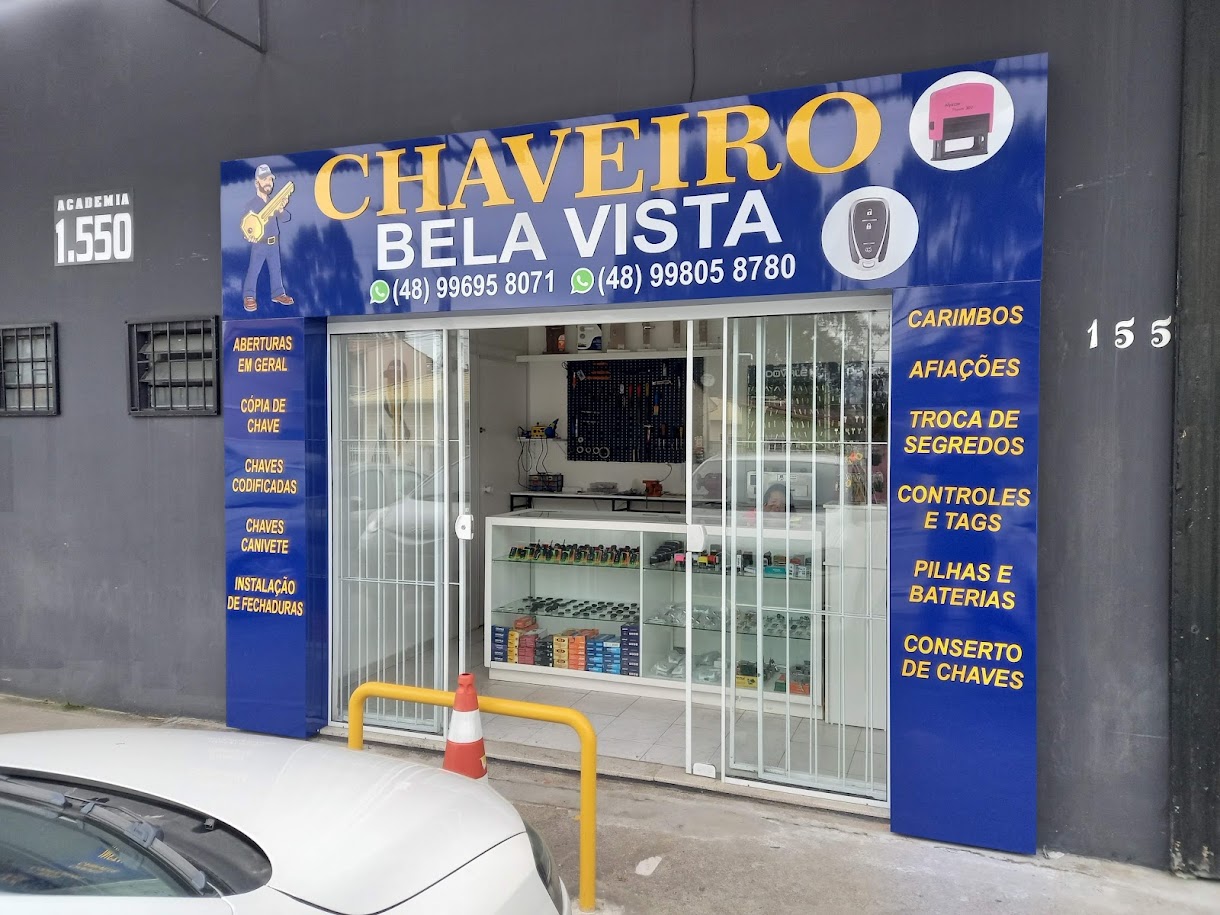 ACADEMIA
1.550
CHAVEIRO
BELA VISTA
(48) 99695 8071 (48) 99805 8780
ABERTURAS
EM GERAL
CÓPIA DE
CHAVE
CHAVES
CODIFICADAS
CHAVES
CANIVETE
INSTALAÇÃO
DE FECHADURAS
CARIMBOS
AFIAÇÕES
TROCA DE
SEGREDOS
CONTROLES
E TAGS
PILHAS E
BATERIAS
CONSERTO
DE CHAVES
155